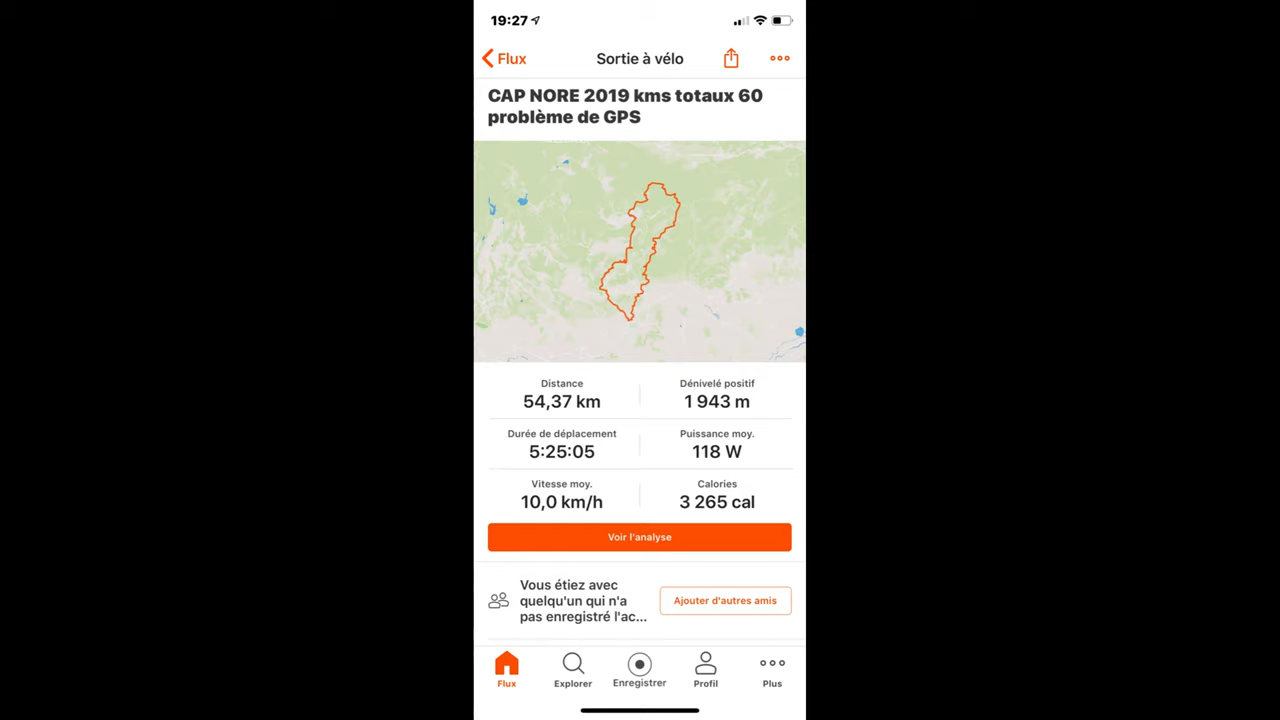 19:27
Flux
Sortie à vélo
CAP NORE 2019 kms totaux 60
problème de GPS
Distance
54,37 km
Dénivelé positif
1 943 m
Durée de déplacement
5:25:05
Puissance moy.
118 W
Vitesse moy.
10,0 km/h
Calories
3 265 cal
Voir l'analyse
Vous étiez avec
quelqu'un qui n'a
pas enregistré l'ac...
Ajouter d'autres amis
Flux
Explorer
Enregistrer
Profil
Plus